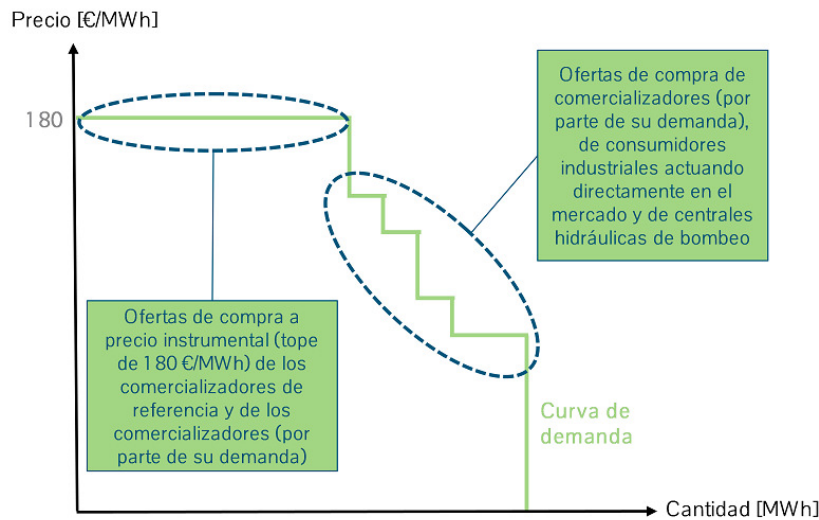 Precio [€/MWh]
180
Ofertas de compra de
comercializadores (por
parte de su demanda),
de consumidores
industriales actuando
directamente en el
mercado y de centrales
hidráulicas de bombeo
Ofertas de compra a
precio instrumental (tope
de 180 €/MWh) de los
comercializadores de
referencia y de los
comercializadores (por
parte de su demanda)
Curva de
demanda
Cantidad [MWh]